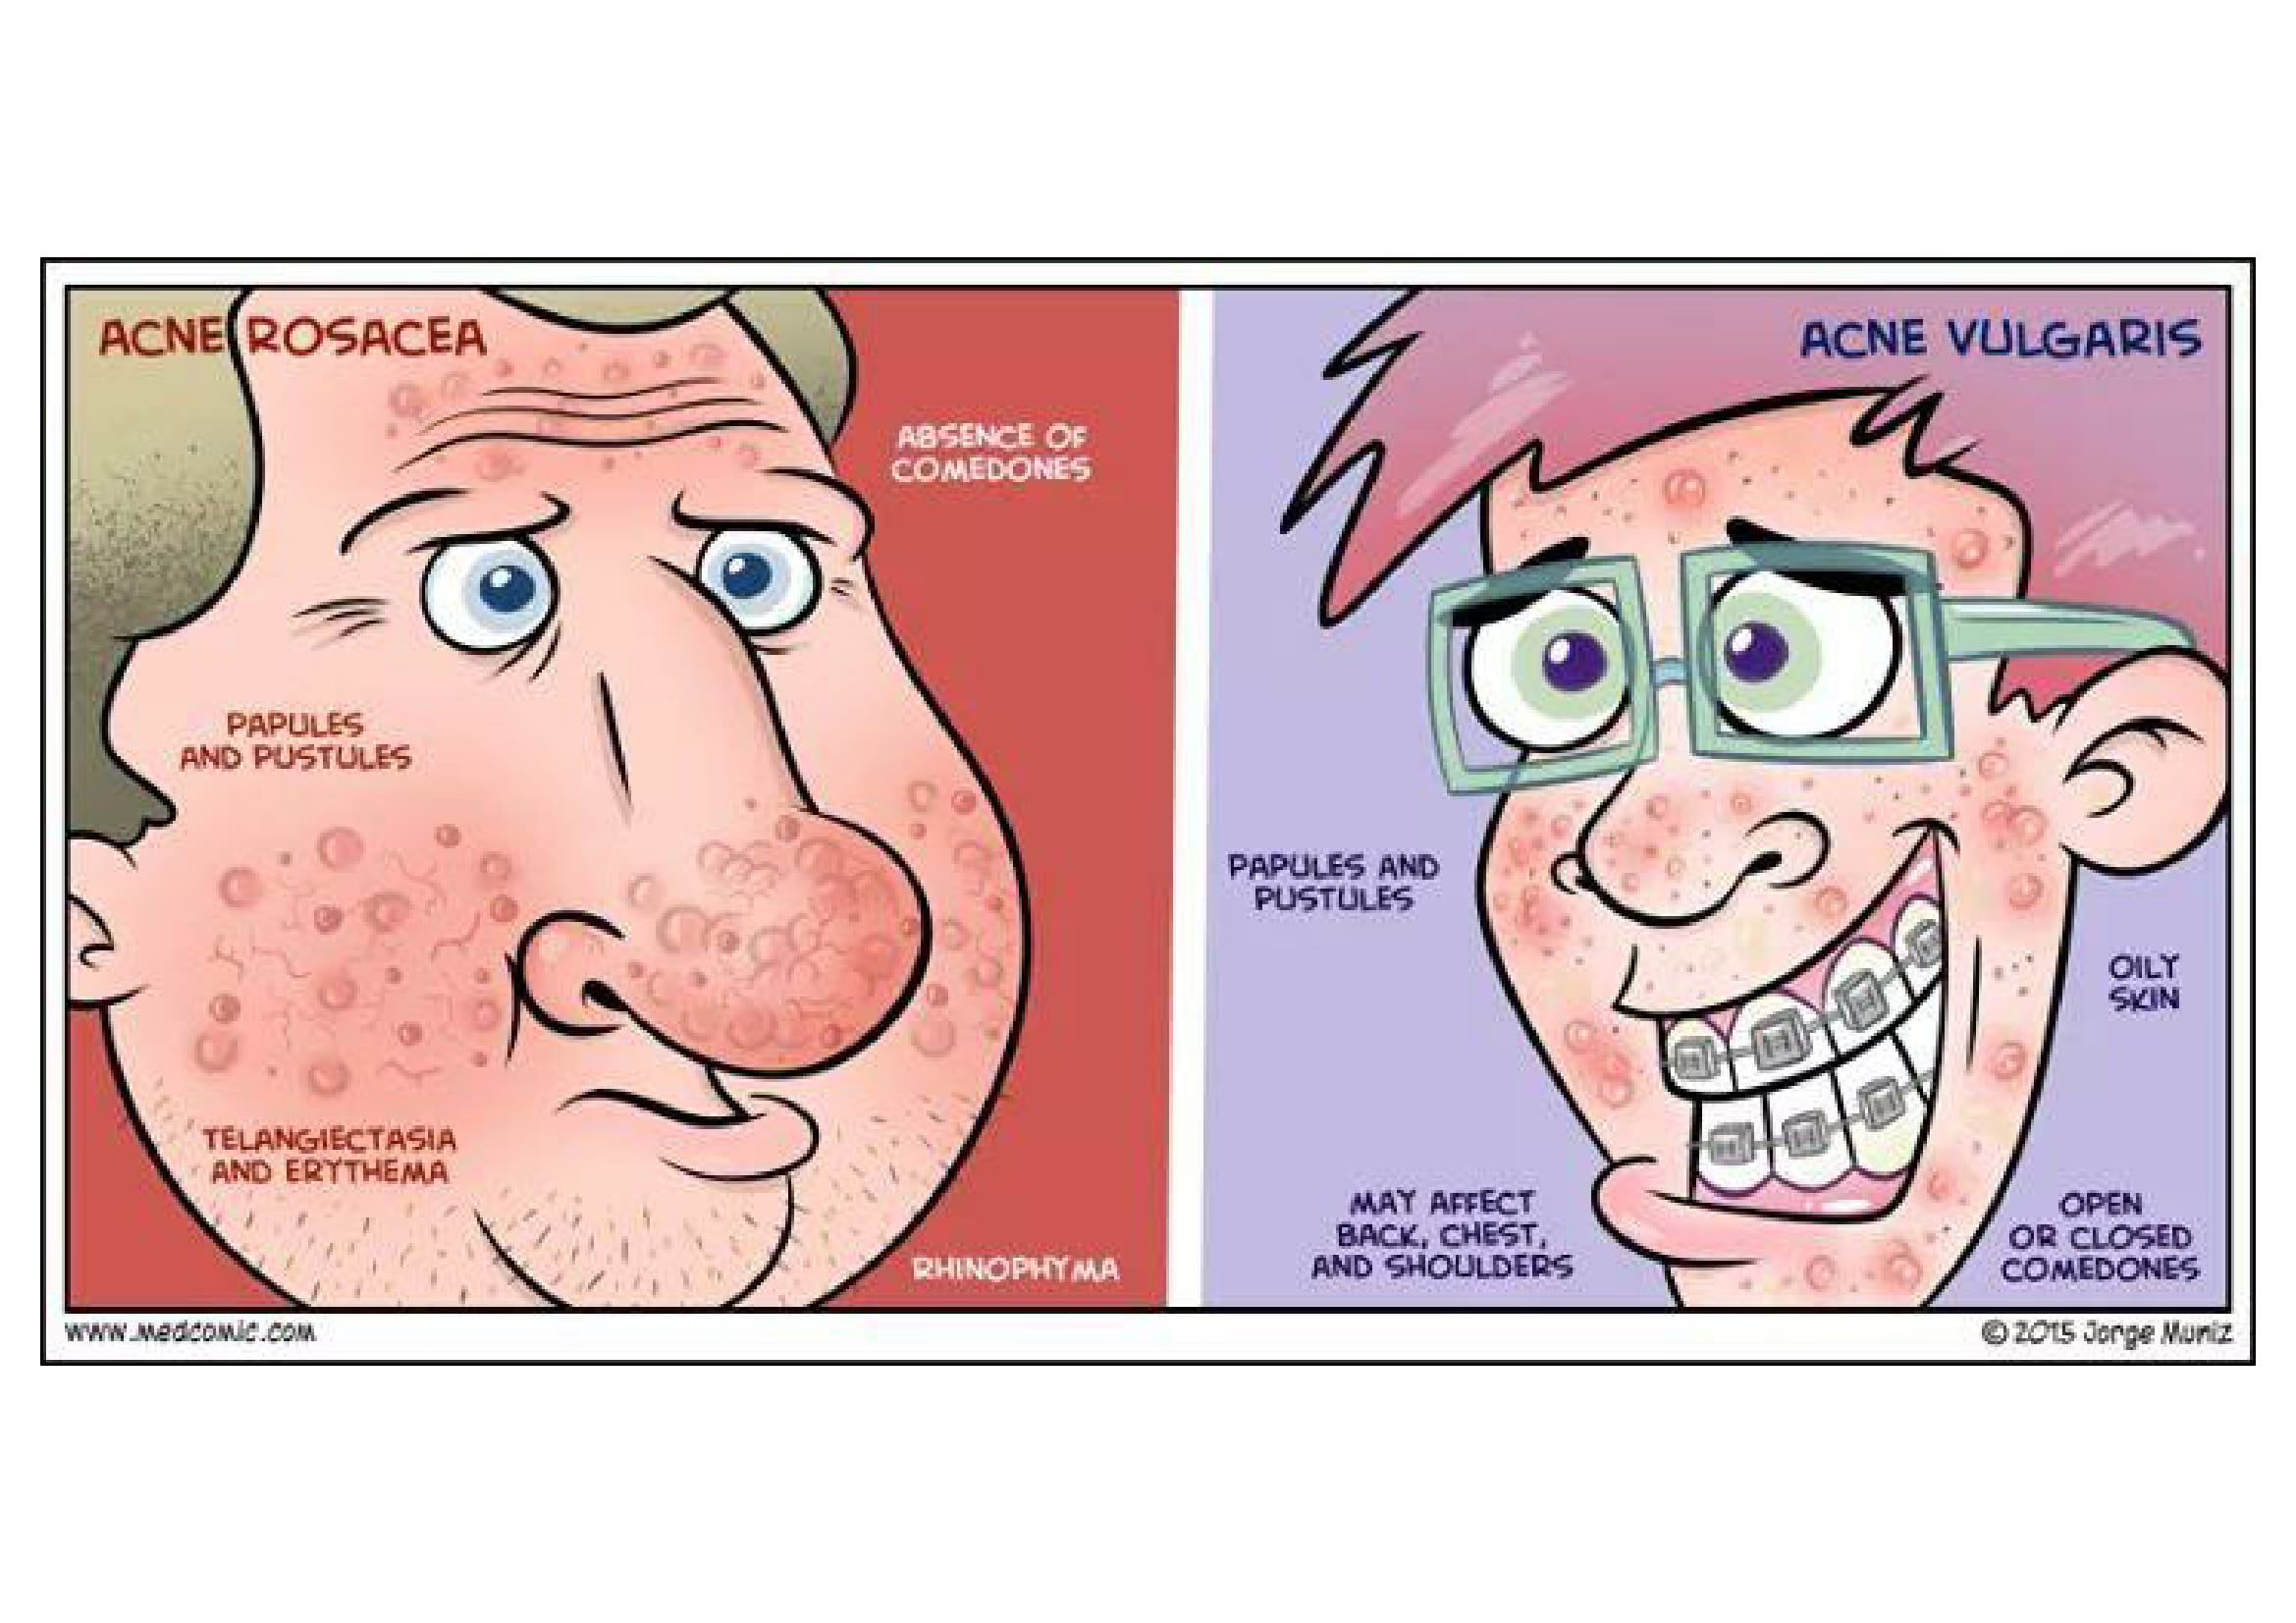 ACNE ROSACEA
ABSENCE OF
COMEDONES
PAPULES
AND PUSTULES
TELANGIECTASIA
AND ERYTHEMA
RHINOPHYMA
ACNE VULGARIS
PAPULES AND
PUSTULES
OILY
SKIN
MAY AFFECT
BACK, CHEST,
AND SHOULDERS
OPEN
OR CLOSED
COMEDONES
www.medcomic.com
© 2015 Jorge Muniz